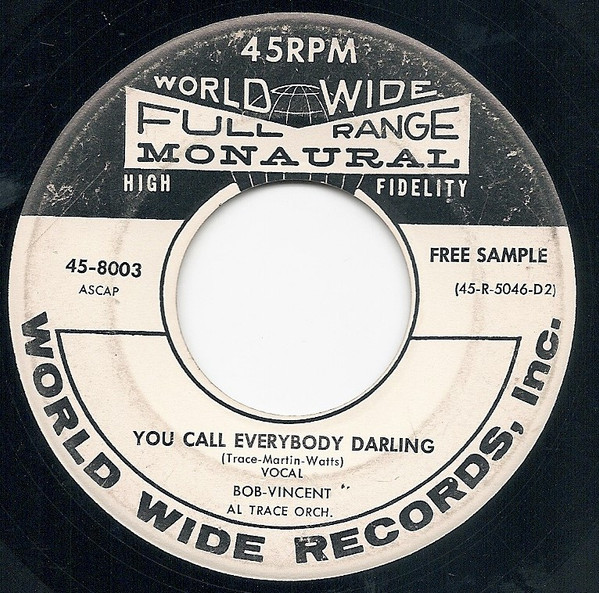 45RPM
WORLD WIDE
FULL RANGE
MONAURAL
HIGH FIDELITY
45-8003
ASCAP
FREE SAMPLE
(45-R-5046-D2)
YOU CALL EVERYBODY DARLING
(Trace-Martin-Watts)
VOCAL
BOB-VINCENT
AL TRACE ORCH.
WORLD WIDE RECORDS, Inc.